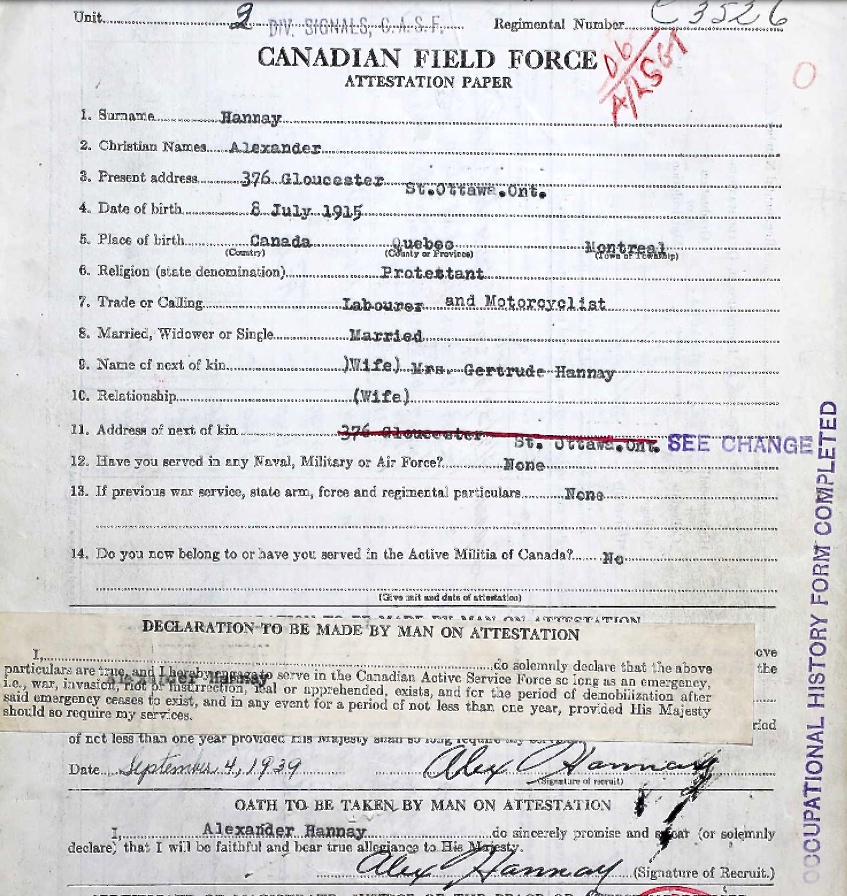 Unit 2 DIV. SIGNALS, C.A.S.F. Regimental Number C3526
CANADIAN FIELD FORCE
ATTESTATION PAPER
D6
A/LSGT
1. Surname Hannay
2. Christian Names Alexander
3. Present address 376 Gloucester St.Ottawa.Ont.
4. Date of birth 8 July 1915
5. Place of birth Canada Quebec Montreal
(Country) (County or Province) (Town or Township)
6. Religion (state denomination) Protestant
7. Trade or Calling Labourer and Motorcyclist
8. Married, Widower or Single Married
9. Name of next of kin )Wife) Mrs. Gertrude Hannay
10. Relationship (Wife)
11. Address of next of kin 376 Gloucester St. Ottawa.Ont. SEE CHANGE
12. Have you served in any Naval, Military or Air Force? None
13. If previous war service, state arm, force and regimental particulars None
14. Do you now belong to or have you served in the Active Militia of Canada? No
(Give unit and date of attestation)
DECLARATION TO BE MADE BY MAN ON ATTESTATION
I, do solemnly declare that the above
particulars are true, and I hereby engage to serve in the Canadian Active Service Force so long as an emergency,
Alexander Hannay
i.e., war, invasion, riot or insurrection, real or apprehended, exists, and for the period of demobilization after
said emergency ceases to exist, and in any event for a period of not less than one year, provided His Majesty
should so require my services.
of not less than one year provided His Majesty
Date September 4, 1939 Alex Hannay
(Signature of recruit)
OATH TO BE TAKEN BY MAN ON ATTESTATION
I, Alexander Hannay do sincerely promise and swear (or solemnly
declare) that I will be faithful and bear true allegiance to His Majesty.
Alex Hannay (Signature of Recruit.)
OCCUPATIONAL HISTORY FORM COMPLETED